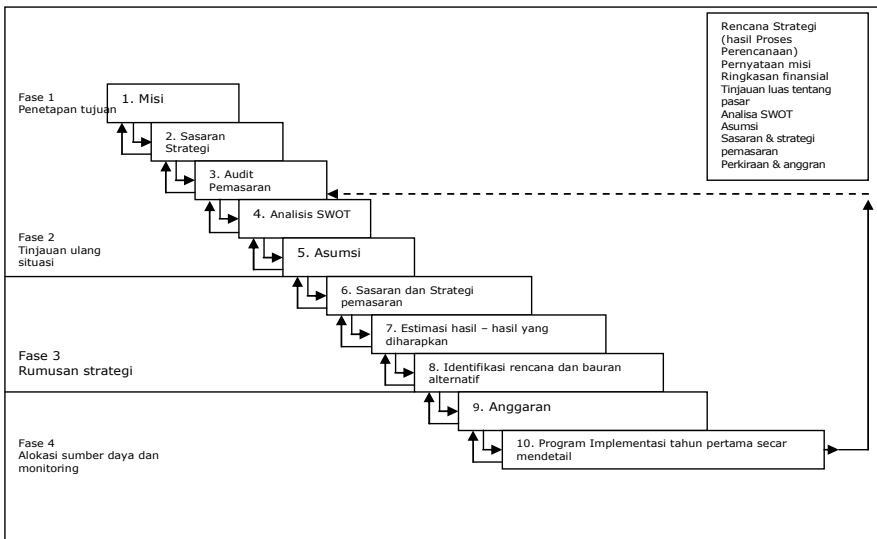 Rencana Strategi
(hasil Proses
Perencanaan)
Pernyataan misi
Ringkasan finansial
Tinjauan luas tentang
pasar
Analisa SWOT
Asumsi
Sasaran & strategi
pemasaran
Perkiraan & anggran
Fase 1
Penetapan tujuan
1. Misi
2. Sasaran
Strategi
3. Audit
Pemasaran
4. Analisis SWOT
Fase 2
Tinjauan ulang
situasi
5. Asumsi
6. Sasaran dan Strategi
pemasaran
7. Estimasi hasil – hasil yang
diharapkan
Fase 3
Rumusan strategi
8. Identifikasi rencana dan bauran
alternatif
9. Anggaran
Fase 4
Alokasi sumber daya dan
monitoring
10. Program Implementasi tahun pertama secar
mendetail